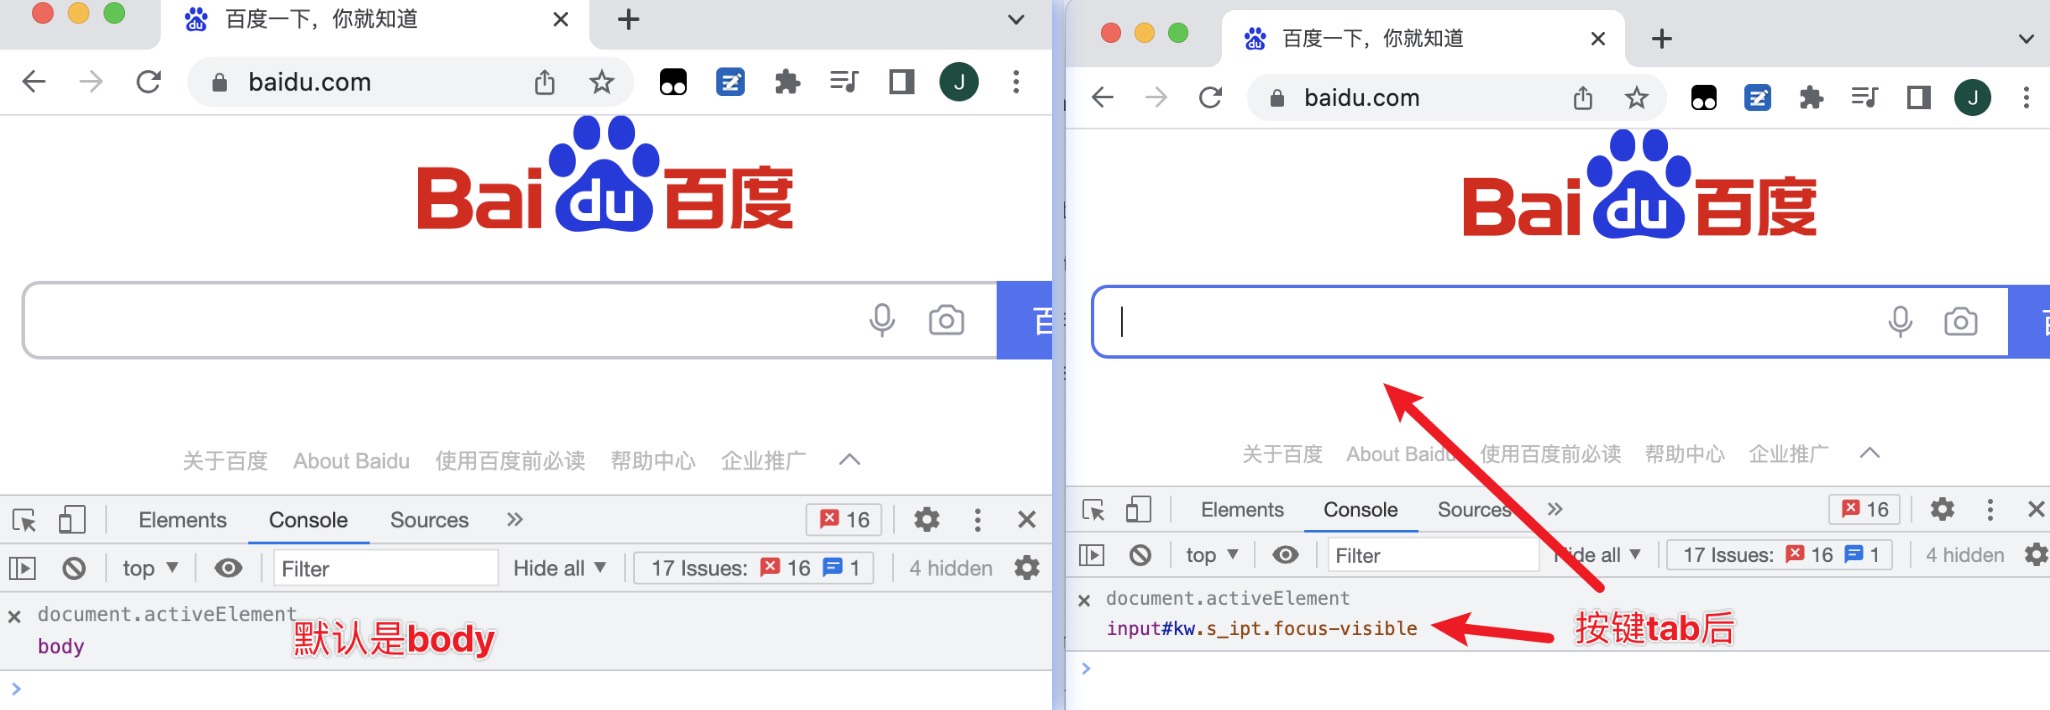 百度一下，你就知道
baidu.com
J
Bai du 百度
百
关于百度 About Baidu 使用百度前必读 帮助中心 企业推广
Elements Console Sources » 16
top Filter Hide all 17 Issues: 16 1 4 hidden
document.activeElement
body
默认是body
百度一下，你就知道
baidu.com
J
Bai du 百度
关于百度 About Baidu 使用百度前必读 帮助中心 企业推广
Elements Console Sources » 16
top Filter Hide all 17 Issues: 16 1 4 hidden
document.activeElement
input#kw.s_ipt.focus-visible
按键tab后